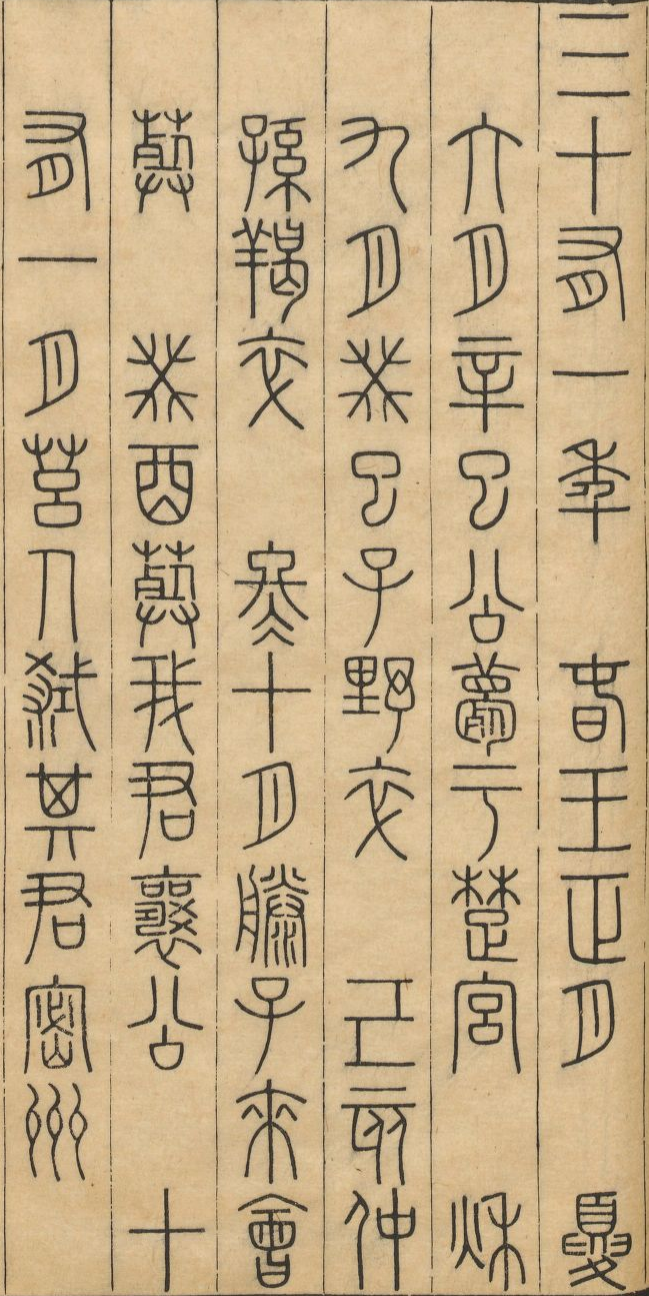 三十有一年　春王正月　夏
六月辛巳公薨于楚宮　秋
九月癸巳子野卒　己亥仲
孫羯卒　冬十月滕子來會
葬　癸酉葬我君襄公　十
有一月莒人弒其君密州